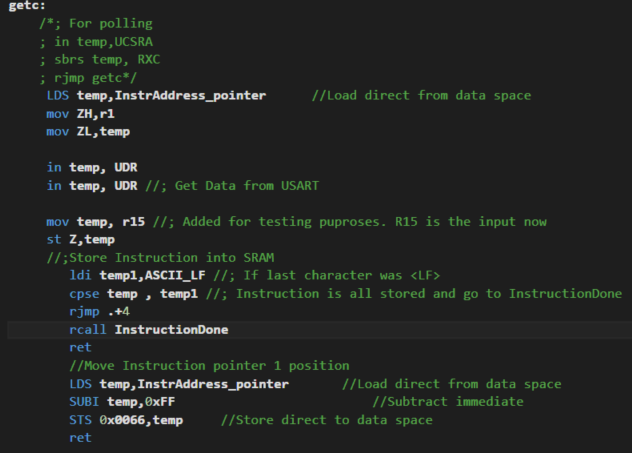 getc:
/*; For polling
; in temp,UCSRA
; sbrs temp, RXC
; rjmp getc*/
LDS temp,InstrAddress_pointer //Load direct from data space
mov ZH,r1
mov ZL,temp
in temp, UDR
in temp, UDR //; Get Data from USART
mov temp, r15 //; Added for testing puproses. R15 is the input now
st Z,temp
//;Store Instruction into SRAM
ldi temp1,ASCII_LF //; If last character was <LF>
cpse temp , temp1 //; Instruction is all stored and go to InstructionDone
rjmp .+4
rcall InstructionDone
ret
//Move Instruction pointer 1 position
LDS temp,InstrAddress_pointer //Load direct from data space
SUBI temp,0xFF //Subtract immediate
STS 0x0066,temp //Store direct to data space
ret